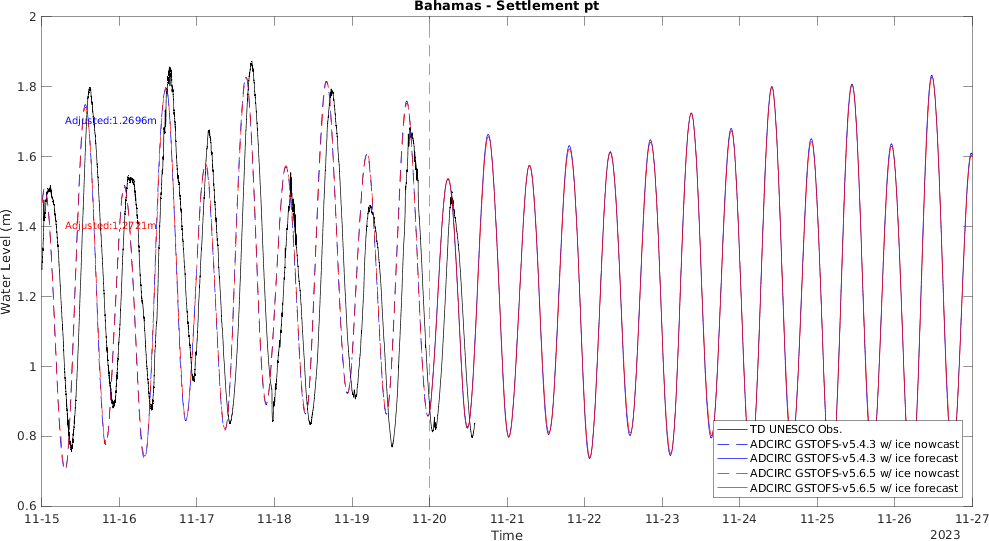 Bahamas - Settlement pt
Water Level (m)
2
1.8
1.6
1.4
1.2
1
0.8
0.6
Adjusted:1.2696m
Adjusted:1.2721m
TD UNESCO Obs.
ADCIRC GSTOFS-v5.4.3 w/ ice nowcast
ADCIRC GSTOFS-v5.4.3 w/ ice forecast
ADCIRC GSTOFS-v5.6.5 w/ ice nowcast
ADCIRC GSTOFS-v5.6.5 w/ ice forecast
11-15 11-16 11-17 11-18 11-19 11-20 11-21 11-22 11-23 11-24 11-25 11-26 11-27
Time
2023